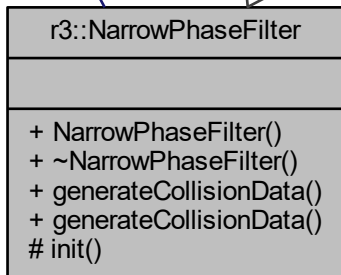 r3::NarrowPhaseFilter
+ NarrowPhaseFilter()
+ ~NarrowPhaseFilter()
+ generateCollisionData()
+ generateCollisionData()
# init()